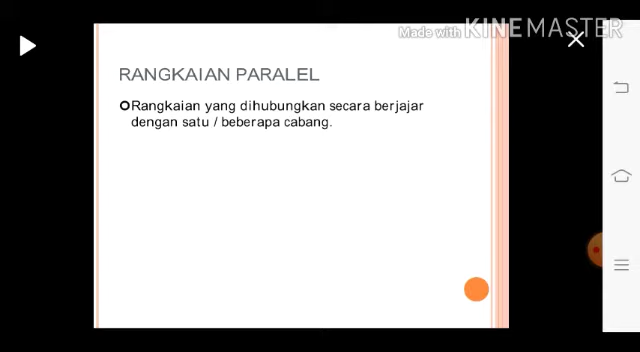 Made with KINEMASTER
RANGKAIAN PARALEL
Rangkaian yang dihubungkan secara berjajar
dengan satu / beberapa cabang.